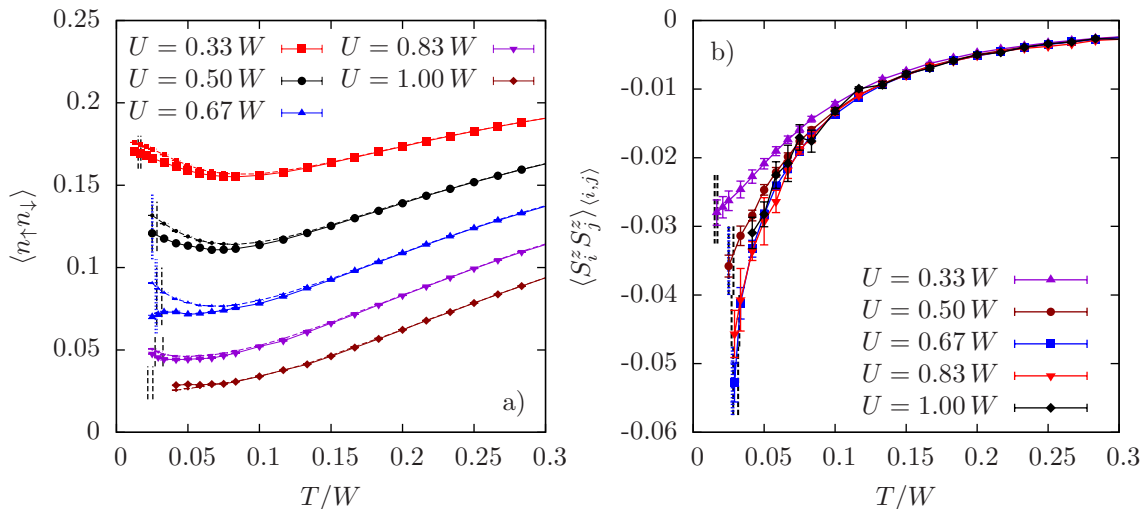 a)
U = 0.33 W
U = 0.50 W
U = 0.67 W
U = 0.83 W
U = 1.00 W
0.25
0.2
0.15
0.1
0.05
0
⟨n↑n↓⟩
0 0.05 0.1 0.15 0.2 0.25 0.3
T/W
b)
0
-0.01
-0.02
-0.03
-0.04
-0.05
-0.06
⟨S_i^z S_j^z⟩_⟨i,j⟩
U = 0.33 W
U = 0.50 W
U = 0.67 W
U = 0.83 W
U = 1.00 W
0 0.05 0.1 0.15 0.2 0.25 0.3
T/W